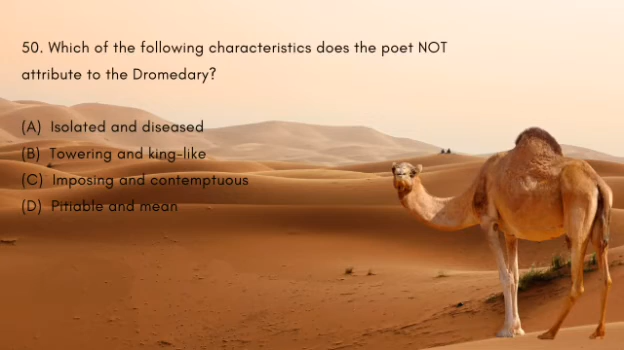 50. Which of the following characteristics does the poet NOT
attribute to the Dromedary?
(A) Isolated and diseased
(B) Towering and king-like
(C) Imposing and contemptuous
(D) Pitiable and mean